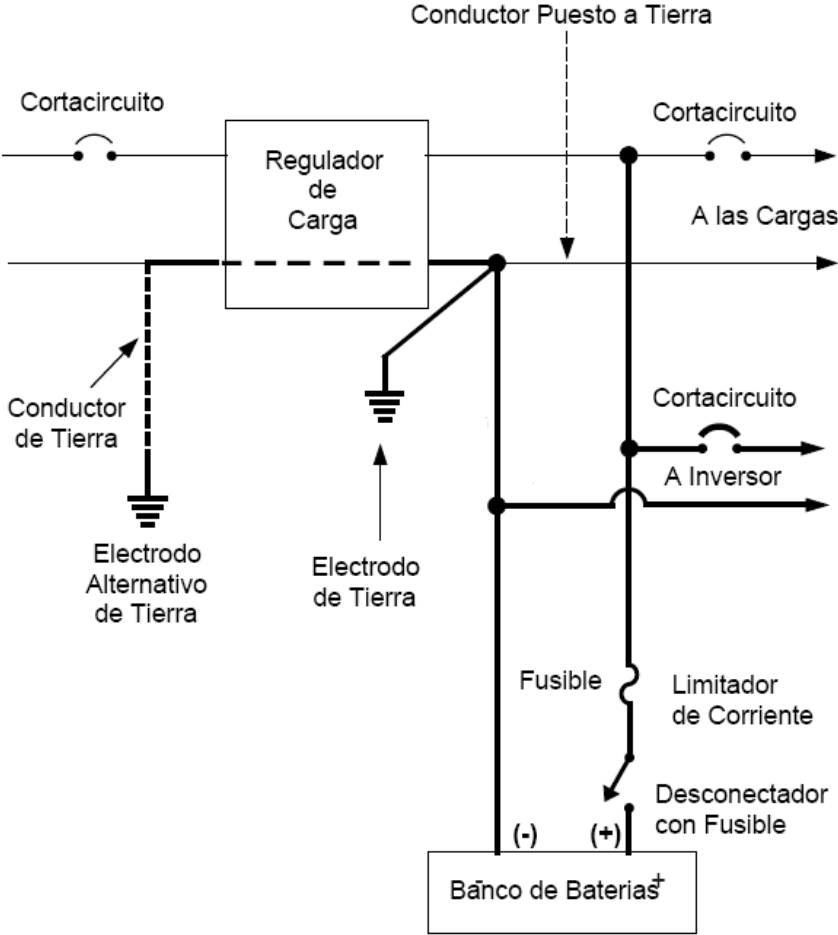 Conductor Puesto a Tierra
Cortacircuito
Cortacircuito
Regulador
de
Carga
A las Cargas
Conductor
de Tierra
Cortacircuito
A Inversor
Electrodo
Alternativo
de Tierra
Electrodo
de Tierra
Fusible
Limitador
de Corriente
Desconectador
con Fusible
(-)
(+)
Banco de Baterias
-
+